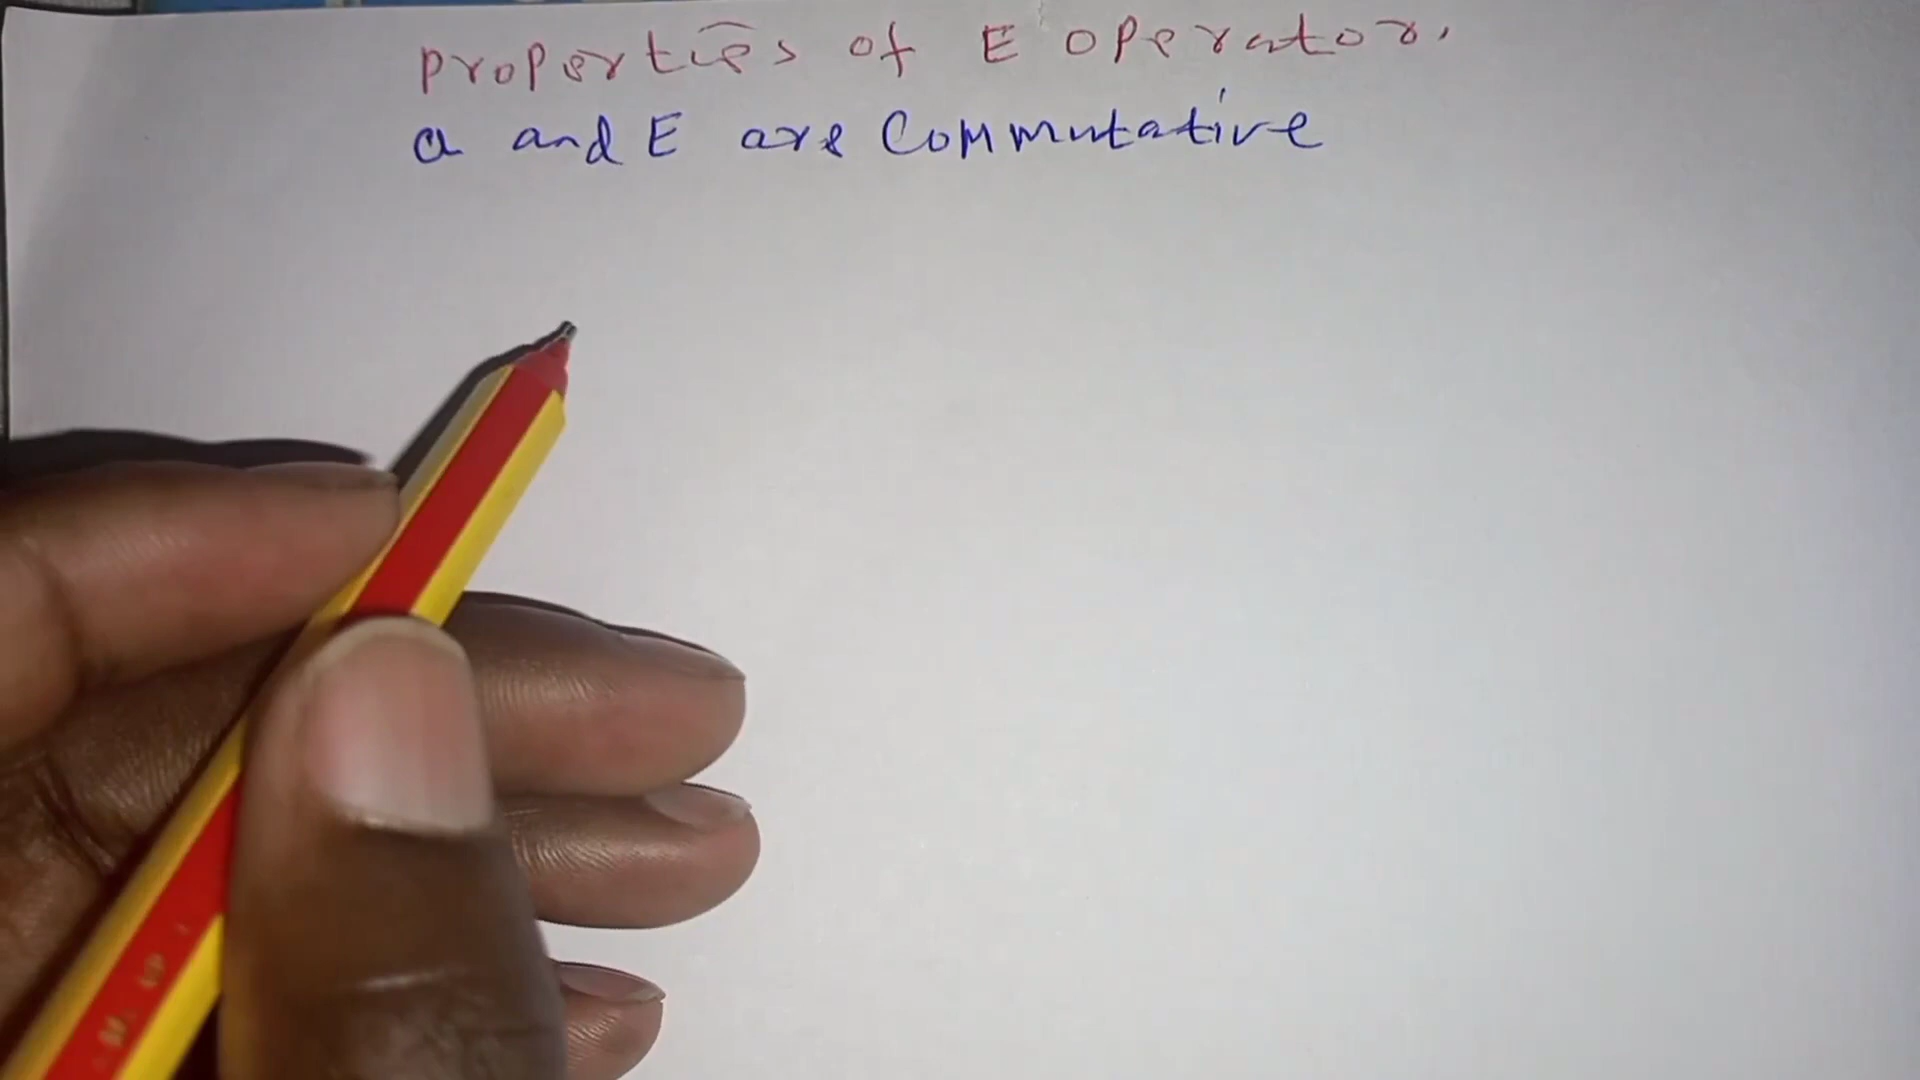 Properties of E operator.
a and E are Commutative